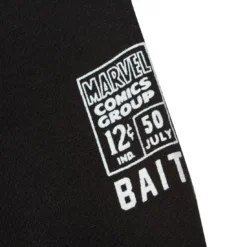 MARVEL
COMICS
GROUP
12¢ 50
IND. JULY
BAIT